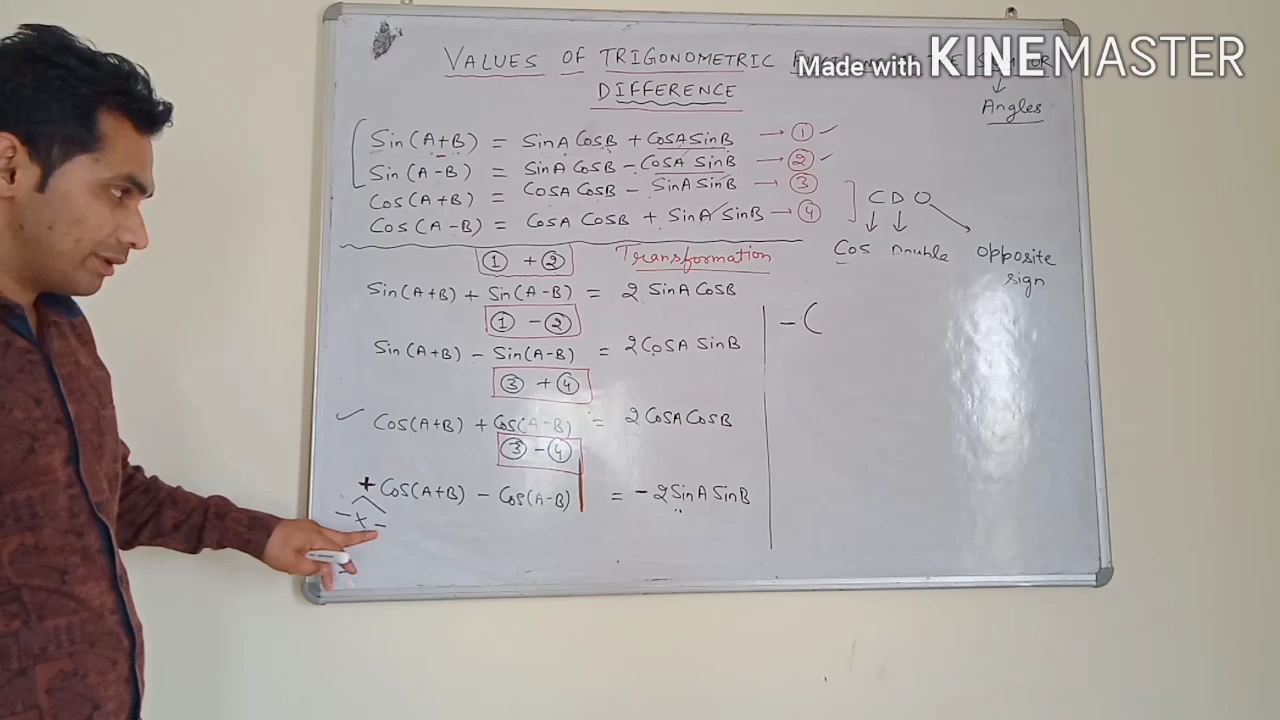 VALUES OF TRIGONOMETRIC
Made with KINEMASTER
DIFFERENCE
Angles
Sin(A+B) = SinA CosB + CosA SinB → ①
Sin(A-B) = SinA CosB - CosA SinB → ②
Cos(A+B) = CosA CosB - SinA SinB → ③
Cos(A-B) = CosA CosB + SinA SinB → ④
C D O
Cos Double Opposite
sign
① + ② Transformation
Sin(A+B) + Sin(A-B) = 2 SinA CosB
① - ②
Sin(A+B) - Sin(A-B) = 2 CosA SinB
- (
③ + ④
Cos(A+B) + Cos(A-B) = 2 CosA CosB
③ - ④
+ Cos(A+B) - Cos(A-B) = - 2 SinA SinB
- x -